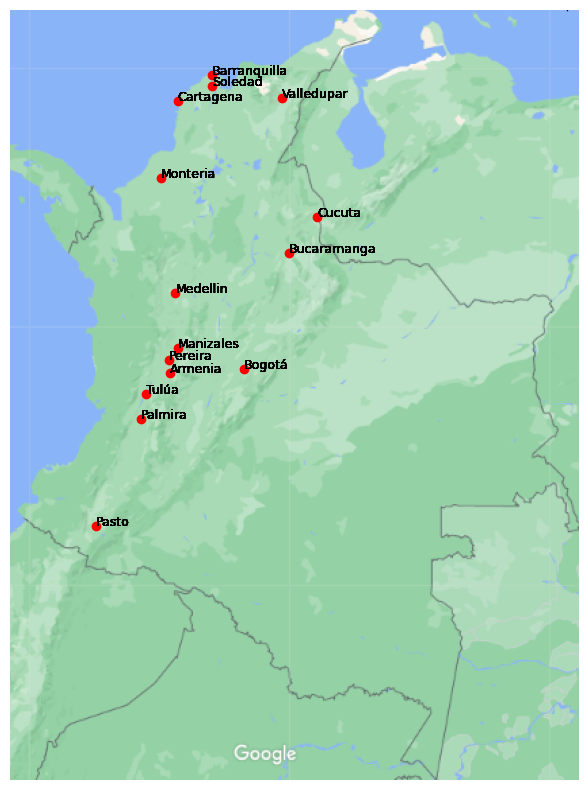 Barranquilla
Soledad
Cartagena
Valledupar
Monteria
Cucuta
Bucaramanga
Medellin
Manizales
Pereira
Armenia
Bogotá
Tulúa
Palmira
Pasto
Google